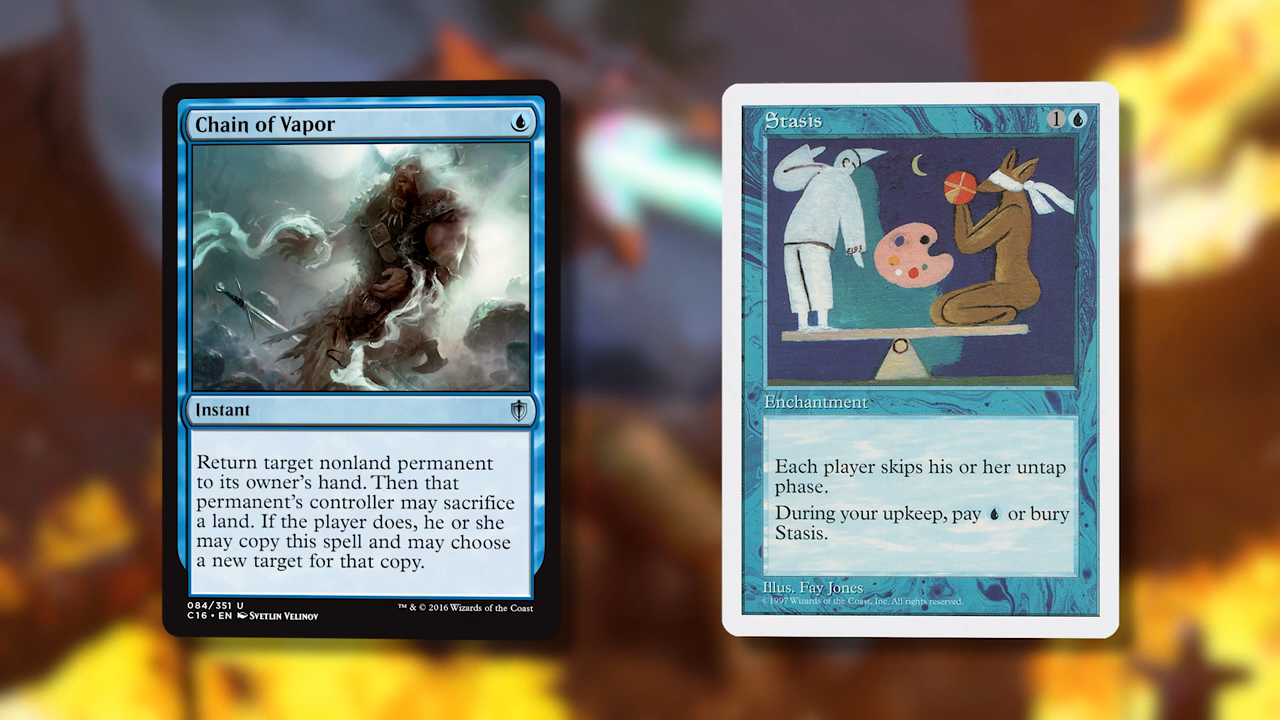 Chain of Vapor
Instant
Return target nonland permanent
to its owner's hand. Then that
permanent's controller may sacrifice
a land. If the player does, he or she
may copy this spell and may choose
a new target for that copy.
084/351 U
C16 • EN SVETLIN VELINOV
™ & © 2016 Wizards of the Coast
Stasis
1
Enchantment
Each player skips his or her untap
phase.
During your upkeep, pay or bury
Stasis.
Illus. Fay Jones
© 1997 Wizards of the Coast, Inc. All rights reserved.